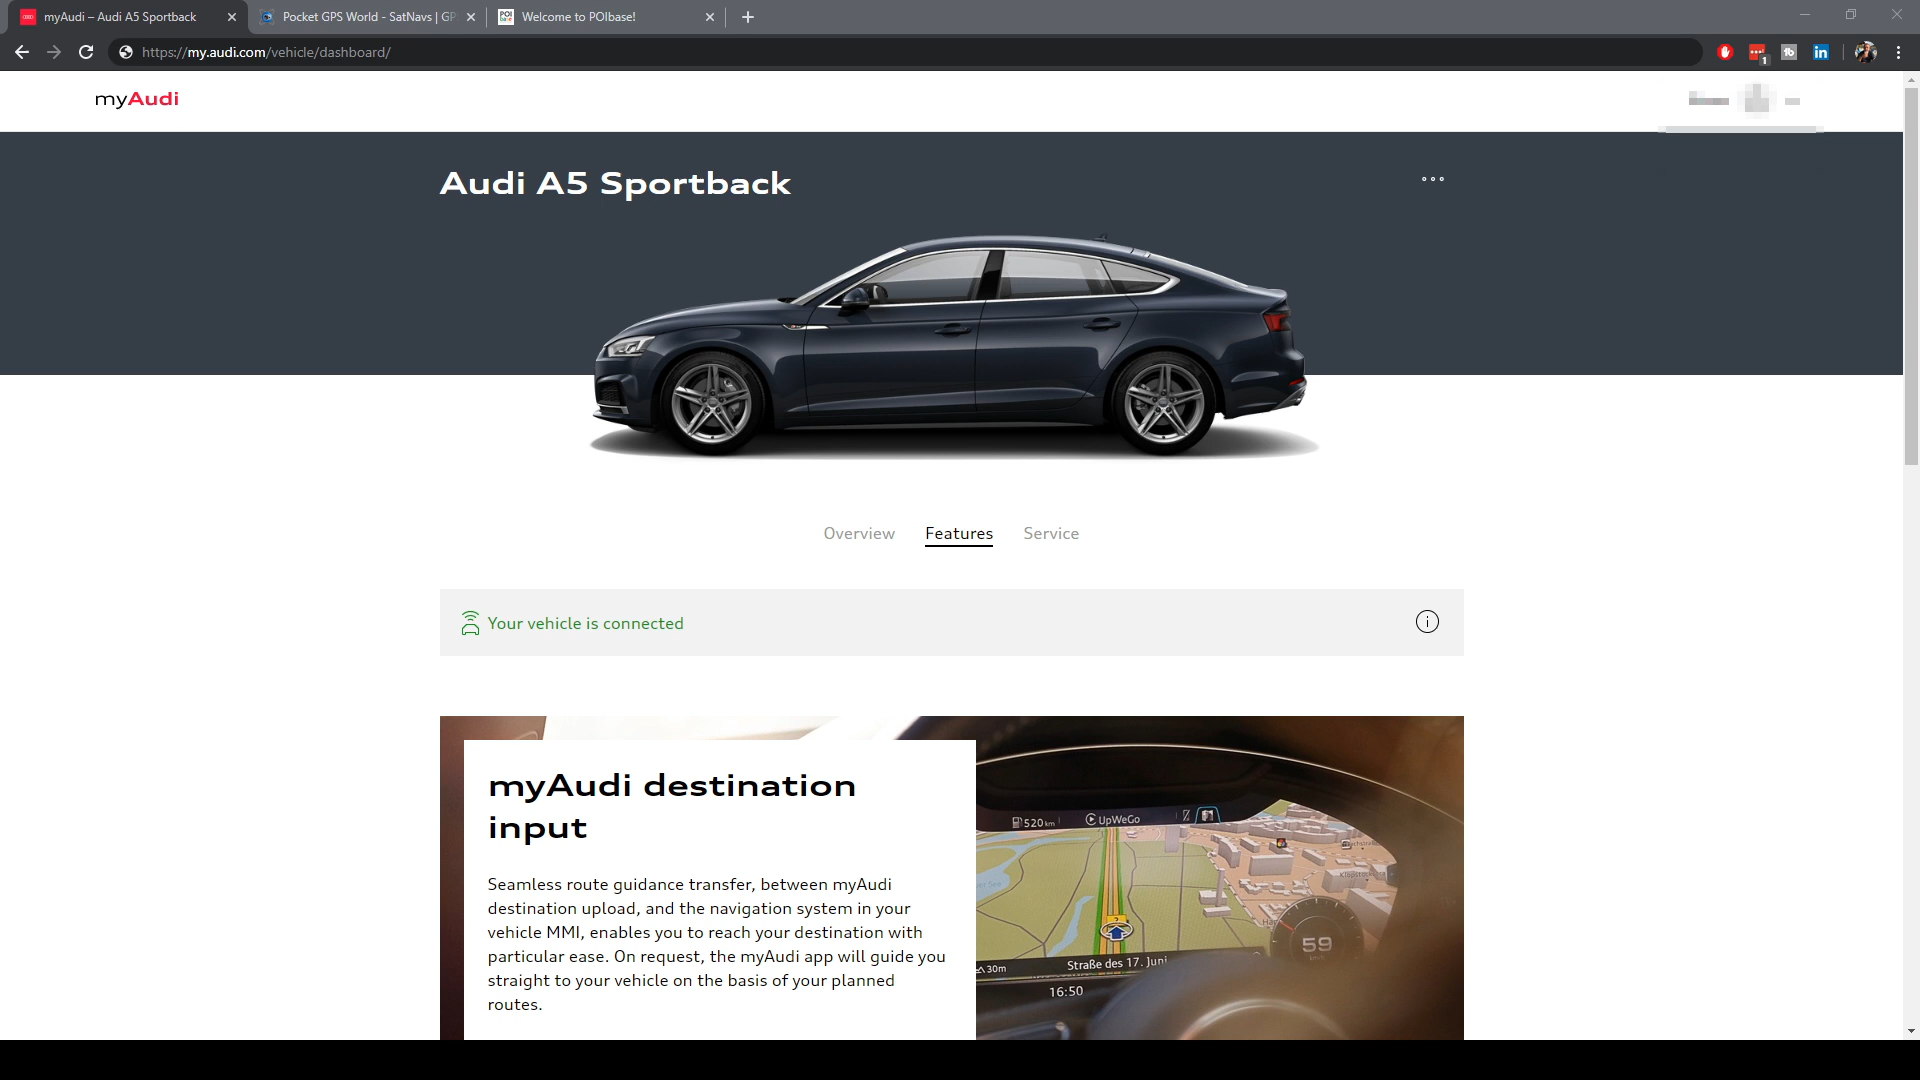 myAudi – Audi A5 Sportback
Pocket GPS World - SatNavs | GP
Welcome to POIbase!
https://my.audi.com/vehicle/dashboard/
1
myAudi
Audi A5 Sportback
Overview
Features
Service
Your vehicle is connected
myAudi destination
input
Seamless route guidance transfer, between myAudi
destination upload, and the navigation system in your
vehicle MMI, enables you to reach your destination with
particular ease. On request, the myAudi app will guide you
straight to your vehicle on the basis of your planned
routes.
520 km
UpWeGo
59
km/h
30m
Straße des 17. Juni
16:50